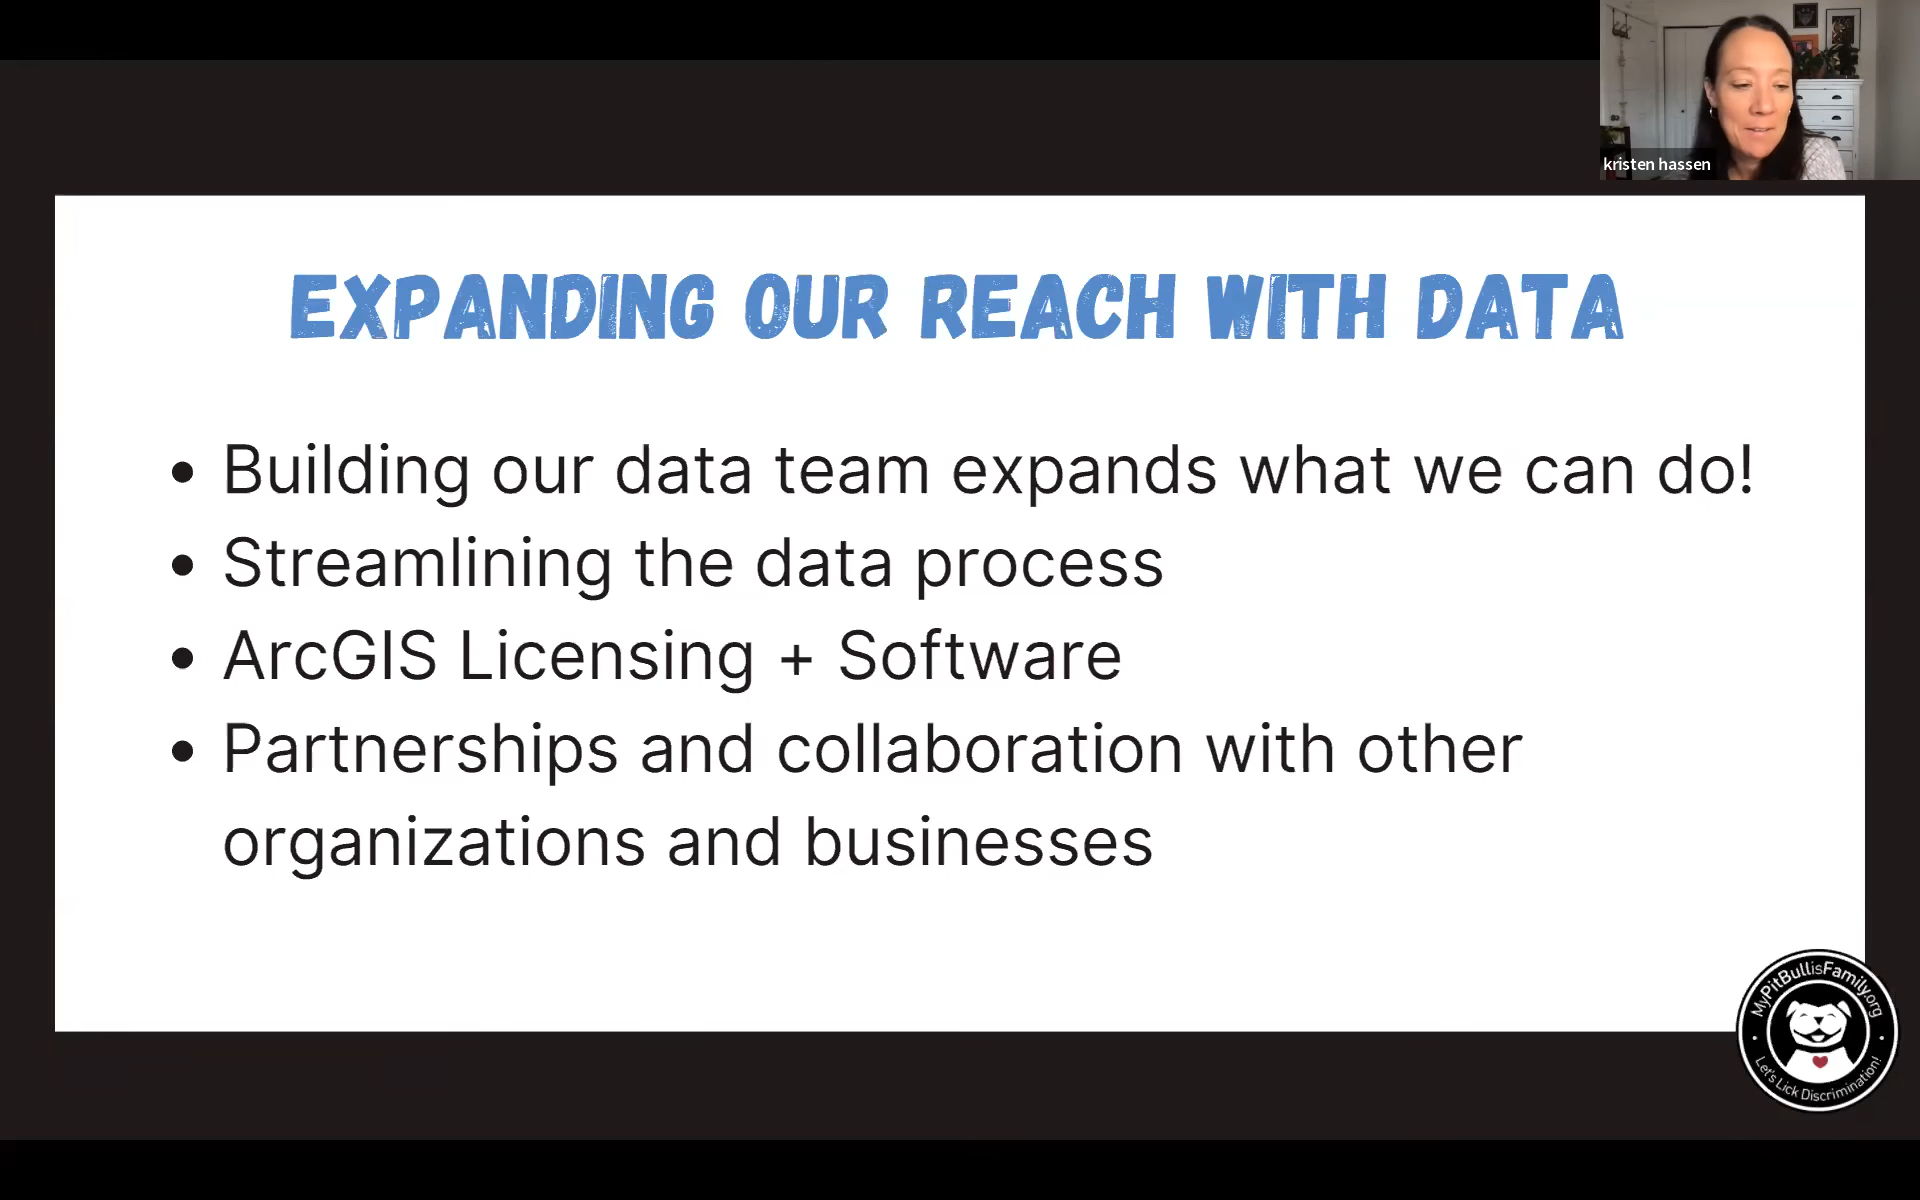 kristen hassen
EXPANDING OUR REACH WITH DATA
• Building our data team expands what we can do!
• Streamlining the data process
• ArcGIS Licensing + Software
• Partnerships and collaboration with other
organizations and businesses
MyPitBullisFamily.org
Let's Lick Discrimination!